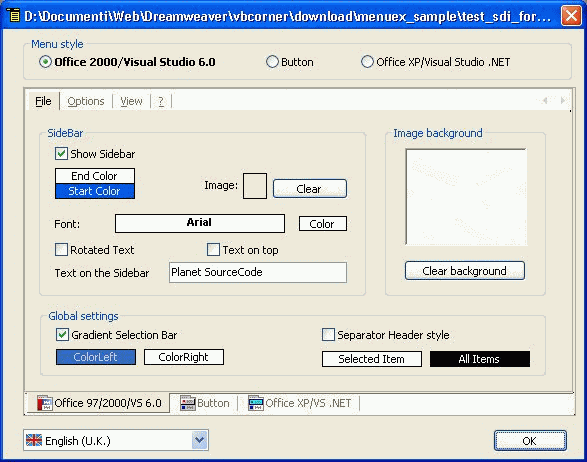 D:\Documenti\Web\Dreamweaver\vbcorner\download\menuex_sample\test_sdi_for...
Menu style
Office 2000/Visual Studio 6.0 Button Office XP/Visual Studio .NET
File Options View ?
SideBar Image background
Show Sidebar
End Color
Start Color
Image: Clear
Font: Arial Color
Rotated Text Text on top
Text on the Sidebar Planet SourceCode
Clear background
Global settings
Gradient Selection Bar Separator Header style
ColorLeft ColorRight Selected Item All Items
Office 97/2000/VS 6.0 Button Office XP/VS .NET
English (U.K.) OK